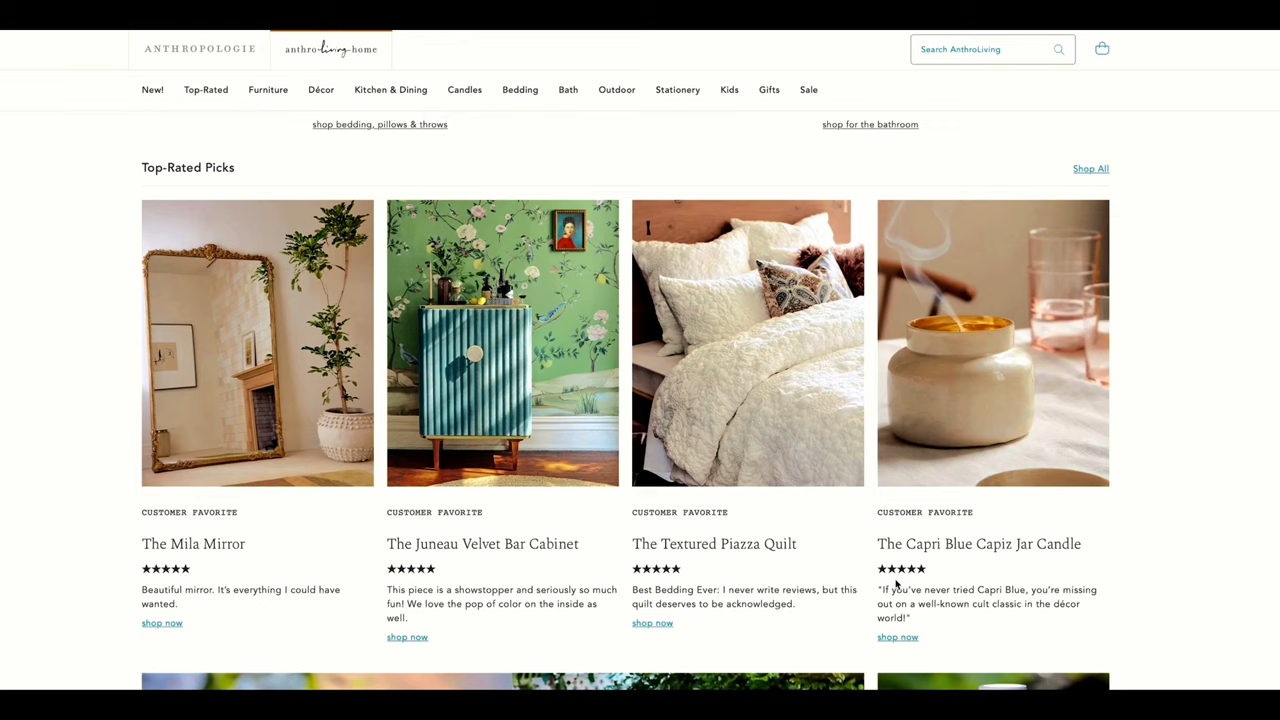 ANTHROPOLOGIE
anthro living home
Search AnthroLiving
New! Top-Rated Furniture Décor Kitchen & Dining Candles Bedding Bath Outdoor Stationery Kids Gifts Sale
shop bedding, pillows & throws
shop for the bathroom
Top-Rated Picks
Shop All
CUSTOMER FAVORITE
The Mila Mirror
★★★★★
Beautiful mirror. It's everything I could have
wanted.
shop now
CUSTOMER FAVORITE
The Juneau Velvet Bar Cabinet
★★★★★
This piece is a showstopper and seriously so much
fun! We love the pop of color on the inside as
well.
shop now
CUSTOMER FAVORITE
The Textured Piazza Quilt
★★★★★
Best Bedding Ever: I never write reviews, but this
quilt deserves to be acknowledged.
shop now
CUSTOMER FAVORITE
The Capri Blue Capiz Jar Candle
★★★★★
"If you've never tried Capri Blue, you're missing
out on a well-known cult classic in the décor
world!"
shop now